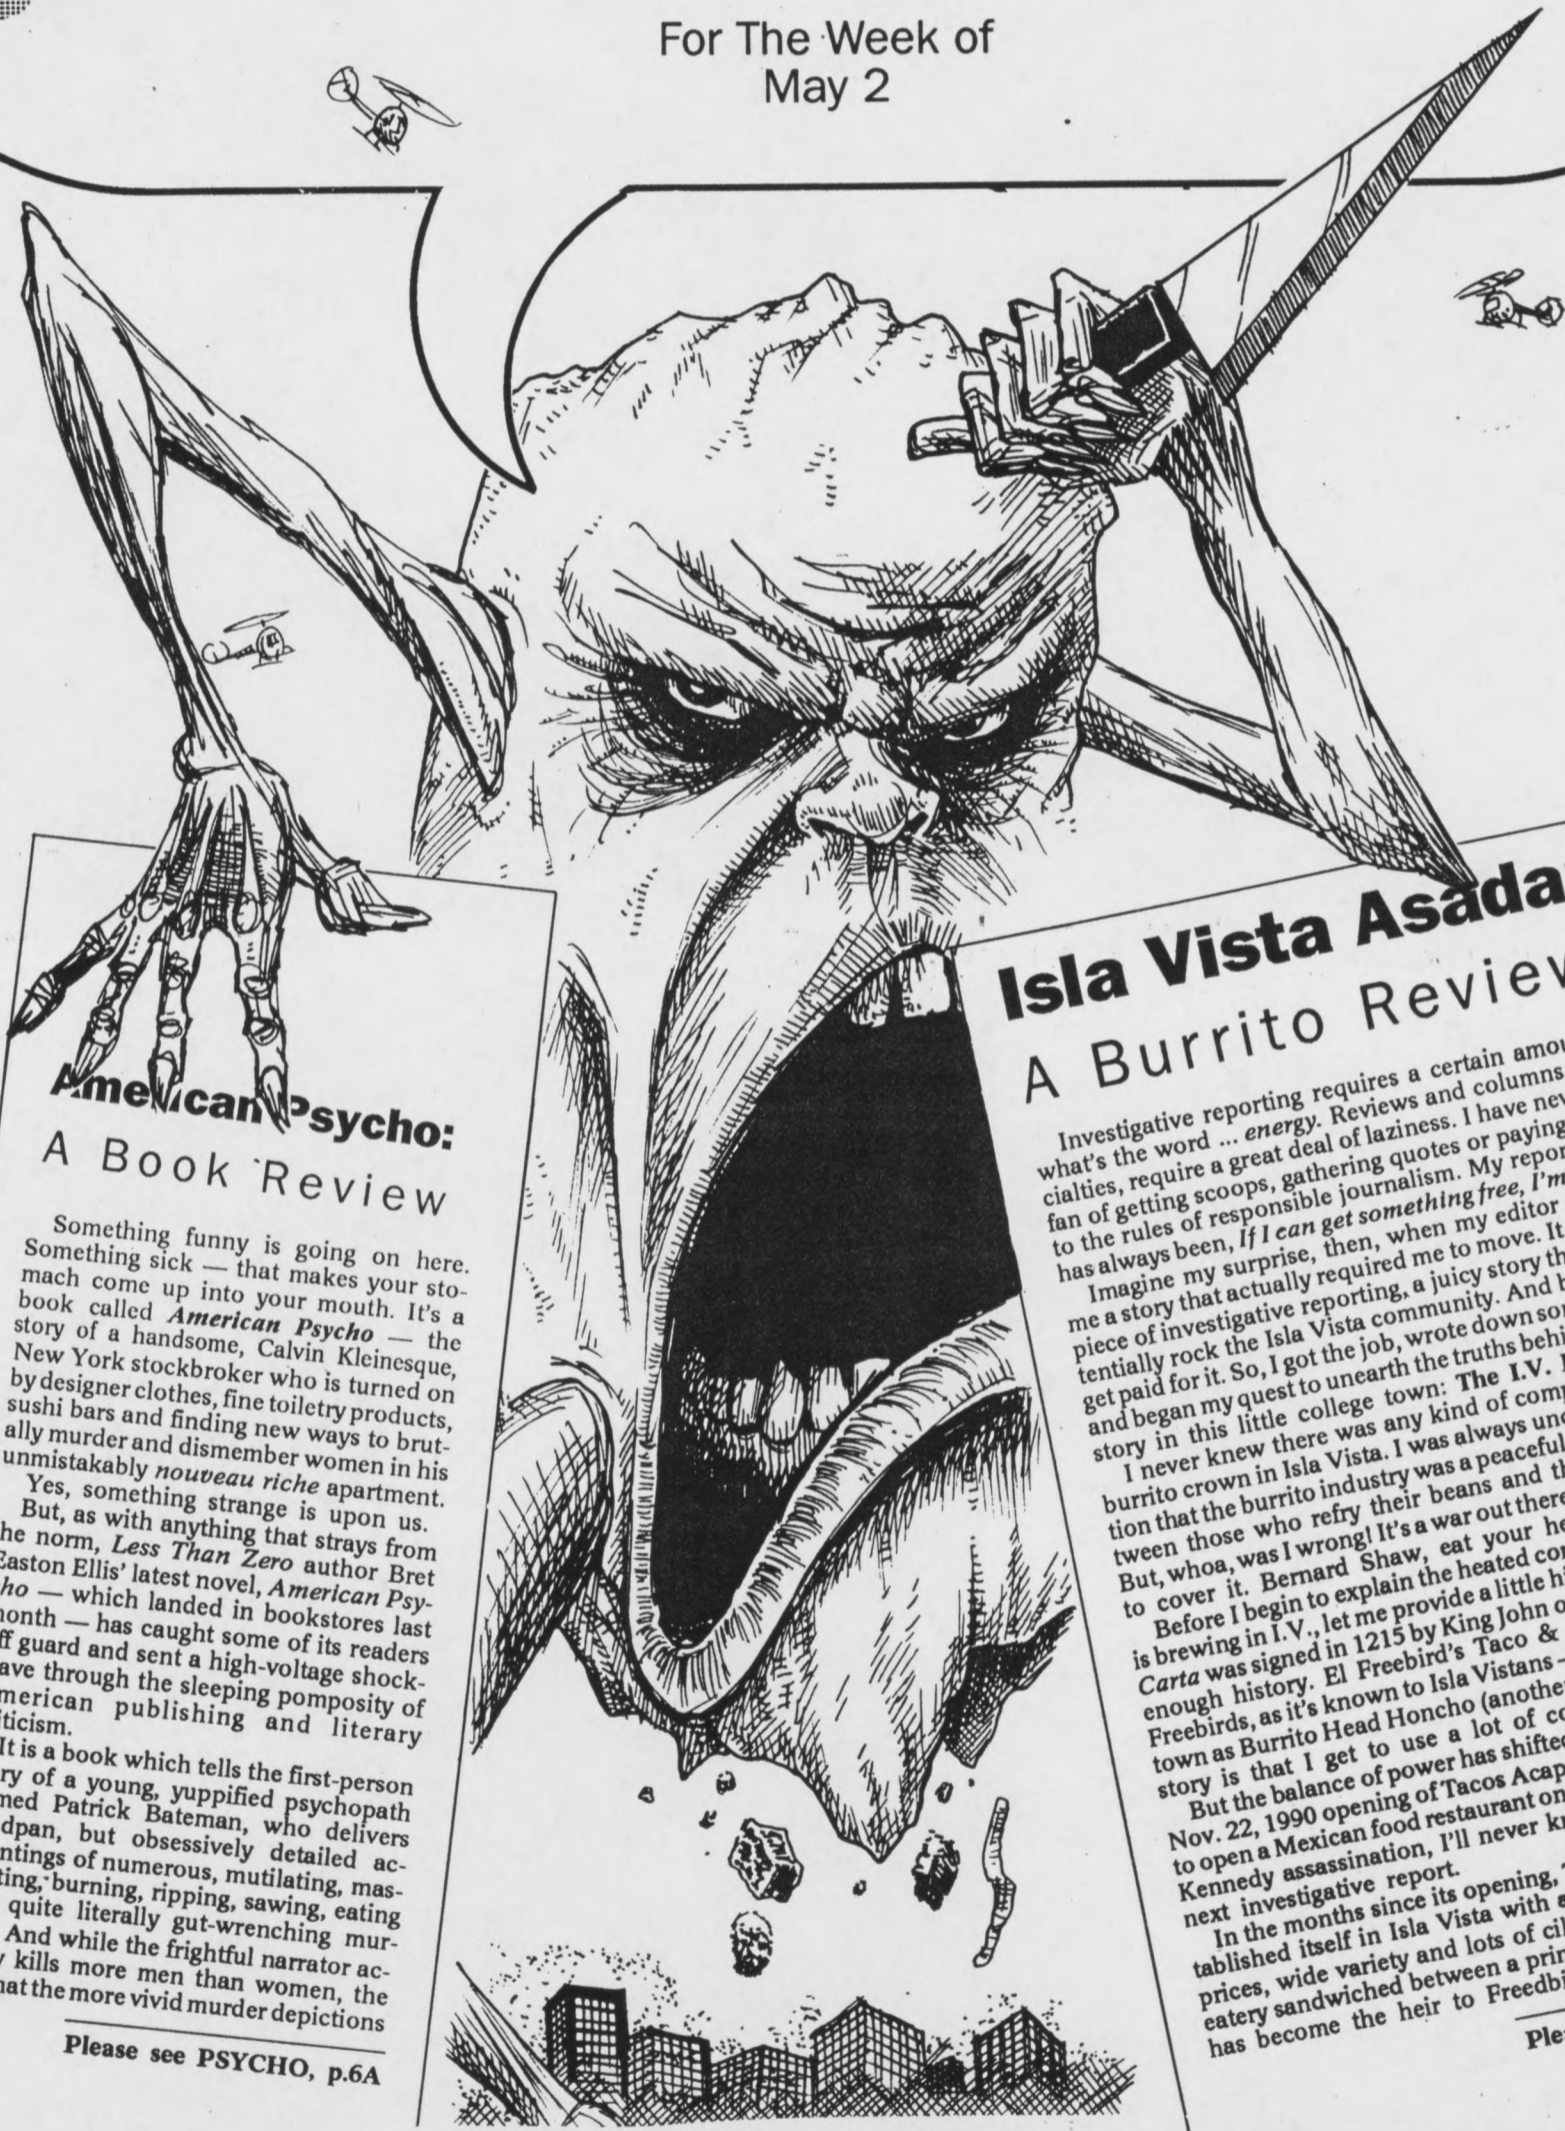 For The Week of
May 2
American Psycho:
A Book Review
Something funny is going on here.
Something sick — that makes your sto-
mach come up into your mouth. It's a
book called American Psycho — the
story of a handsome, Calvin Kleinesque,
New York stockbroker who is turned on
by designer clothes, fine toiletry products,
sushi bars and finding new ways to brut-
ally murder and dismember women in his
unmistakably nouveau riche apartment.
Yes, something strange is upon us.
But, as with anything that strays from
he norm, Less Than Zero author Bret
Easton Ellis' latest novel, American Psy-
ho — which landed in bookstores last
onth — has caught some of its readers
ff guard and sent a high-voltage shock-
ave through the sleeping pomposity of
merican publishing and literary
iticism.
It is a book which tells the first-person
ry of a young, yuppified psychopath
med Patrick Bateman, who delivers
dpan, but obsessively detailed ac-
ntings of numerous, mutilating, mas-
ting, burning, ripping, sawing, eating
quite literally gut-wrenching mur-
And while the frightful narrator ac-
y kills more men than women, the
hat the more vivid murder depictions
Please see PSYCHO, p.6A
Isla Vista Asada
A Burrito Review
Investigative reporting requires a certain amou
what's the word ... energy. Reviews and columns
cialties, require a great deal of laziness. I have nev
fan of getting scoops, gathering quotes or paying
to the rules of responsible journalism. My repor
has always been, If I can get something free, I'm
Imagine my surprise, then, when my editor
me a story that actually required me to move. It
piece of investigative reporting, a juicy story th
tentially rock the Isla Vista community. And b
get paid for it. So, I got the job, wrote down som
and began my quest to unearth the truths behi
story in this little college town: The I.V.
I never knew there was any kind of comp
burrito crown in Isla Vista. I was always und
tion that the burrito industry was a peaceful
tween those who refry their beans and th
But, whoa, was I wrong! It's a war out there
to cover it. Bernard Shaw, eat your he
Before I begin to explain the heated con
is brewing in I.V., let me provide a little hi
Carta was signed in 1215 by King John o
enough history. El Freebird's Taco &
Freebirds, as it's known to Isla Vistans —
town as Burrito Head Honcho (another
story is that I get to use a lot of co
But the balance of power has shifted
Nov. 22, 1990 opening of Tacos Acap
to open a Mexican food restaurant on
Kennedy assassination, I'll never kn
next investigative report.
In the months since its opening, T
tablished itself in Isla Vista with a
prices, wide variety and lots of cil
eatery sandwiched between a prin
has become the heir to Freedbi
Plea